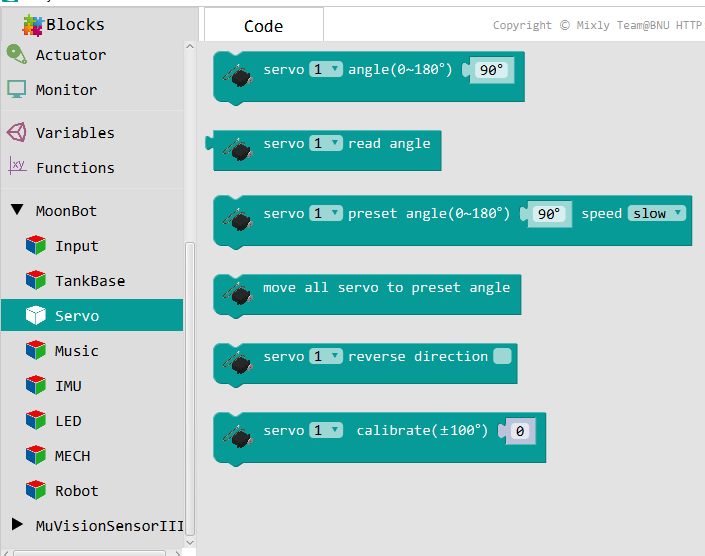 Blocks
Code
Copyright © Mixly Team@BNU HTTP
Actuator
Monitor
Variables
xy Functions
MoonBot
Input
TankBase
Servo
Music
IMU
LED
MECH
Robot
MuVisionSensorIII
servo 1 angle(0~180°) 90°
servo 1 read angle
servo 1 preset angle(0~180°) 90° speed slow
move all servo to preset angle
servo 1 reverse direction
servo 1 calibrate(±100°) 0